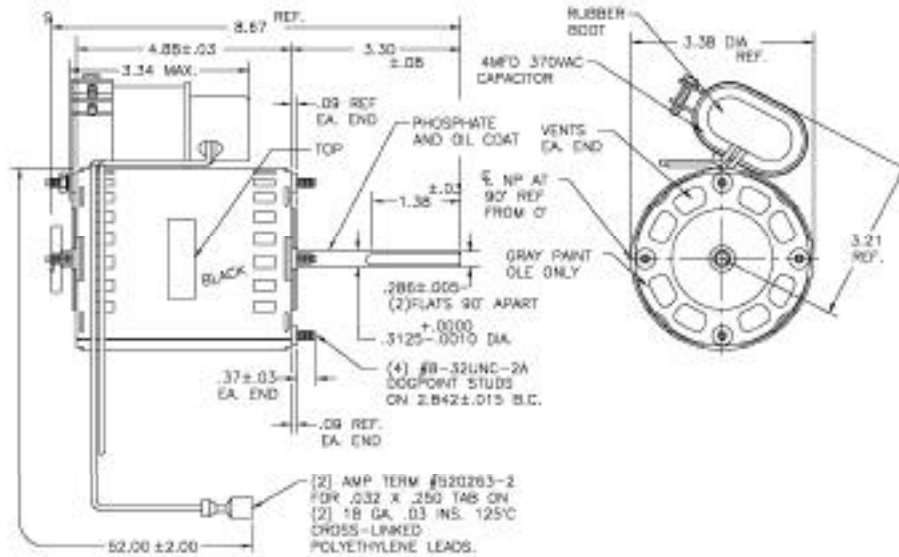 REF.
8.67
4.88±.03
3.30
±.08
3.34 MAX.
.09 REF
EA. END
TOP
PHOSPHATE
AND OIL COAT
±.03
1.38
BLACK
.286±.005
(2)FLATS 90° APART
+.0000
.3125-.0010 DIA.
(4) #8-32UNC-2A
DOGPOINT STUDS
ON 2.842±.015 B.C.
.37±.03
EA. END
.09 REF.
EA. END
(2) AMP TERM #520263-2
FOR .032 X .250 TAB ON
(2) 18 GA. .03 INS. 125°C
CROSS-LINKED
POLYETHYLENE LEADS.
52.00 ±2.00
RUBBER
BOOT
3.38 DIA
REF.
4MFD 370VAC
CAPACITOR
VENTS
EA. END
NP AT
90° REF
FROM 0°
GRAY PAINT
OLE ONLY
3.21
REF.